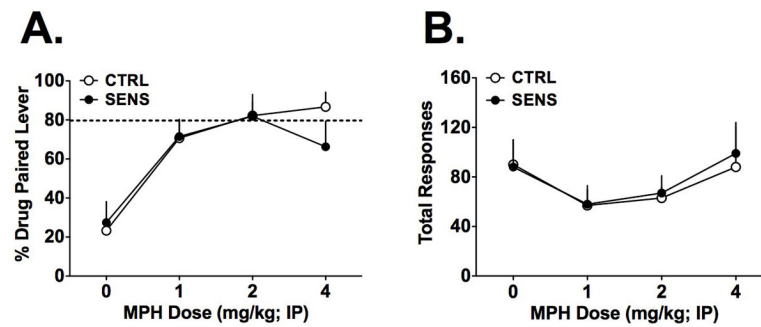 A.
CTRL
SENS
% Drug Paired Lever
100
80
60
40
20
0
0 1 2 4
MPH Dose (mg/kg; IP)
B.
CTRL
SENS
Total Responses
160
120
80
40
0
0 1 2 4
MPH Dose (mg/kg; IP)